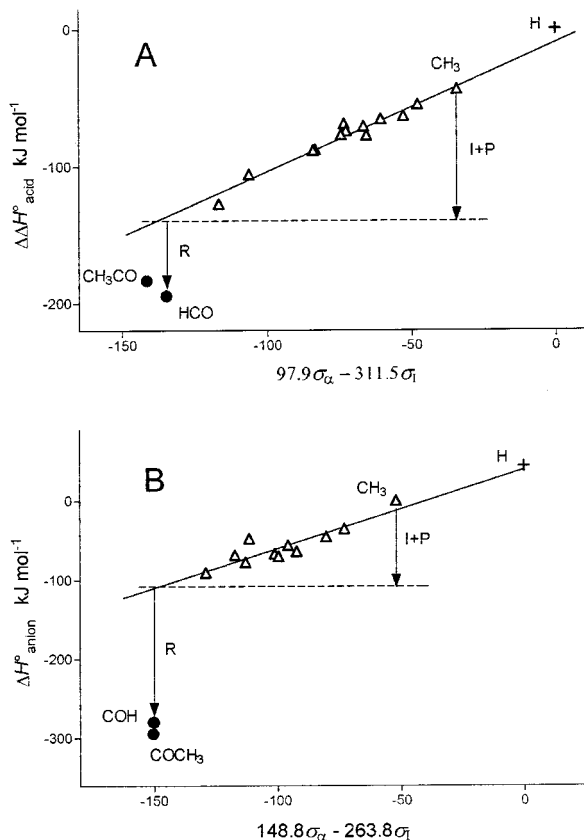 A
H
CH₃
I+P
R
CH₃CO
HCO
0
-100
-200
ΔΔH°acid kJ mol⁻¹
-150
-100
-50
0
97.9σα − 311.5σI
B
H
CH₃
I+P
R
COH
COCH₃
0
-100
-200
-300
ΔH°anion kJ mol⁻¹
-150
-100
-50
0
148.8σα - 263.8σI